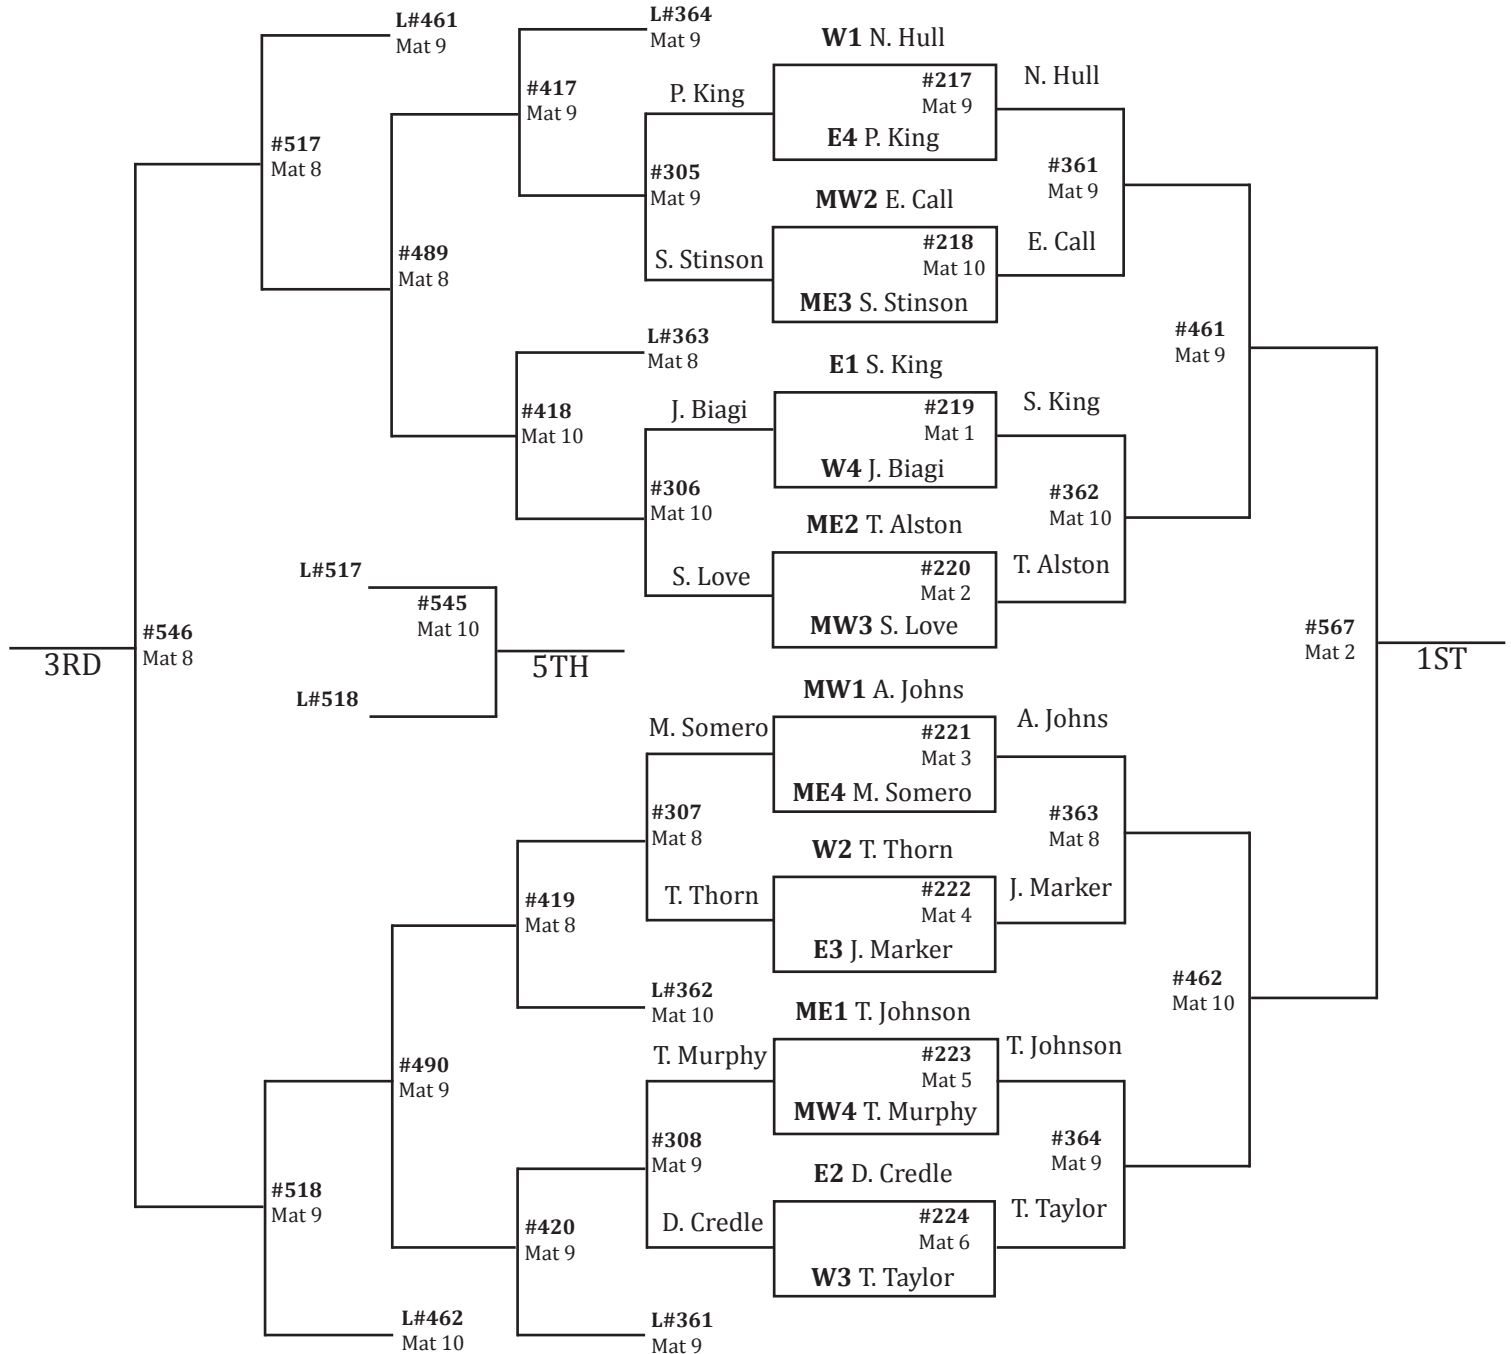 L#461
Mat 9
L#364
Mat 9
W1 N. Hull
#217
Mat 9
N. Hull
P. King
E4 P. King
#417
Mat 9
#517
Mat 8
#305
Mat 9
#361
Mat 9
MW2 E. Call
#218
Mat 10
E. Call
S. Stinson
ME3 S. Stinson
#489
Mat 8
L#363
Mat 8
#461
Mat 9
E1 S. King
#219
Mat 1
S. King
J. Biagi
W4 J. Biagi
#418
Mat 10
#306
Mat 10
#362
Mat 10
ME2 T. Alston
#220
Mat 2
T. Alston
S. Love
MW3 S. Love
L#517
#545
Mat 10
#546
Mat 8
3RD
5TH
L#518
#567
Mat 2
1ST
MW1 A. Johns
#221
Mat 3
A. Johns
M. Somero
ME4 M. Somero
#307
Mat 8
#363
Mat 8
W2 T. Thorn
#222
Mat 4
J. Marker
T. Thorn
E3 J. Marker
#419
Mat 8
L#362
Mat 10
#462
Mat 10
ME1 T. Johnson
#223
Mat 5
T. Johnson
T. Murphy
MW4 T. Murphy
#490
Mat 9
#308
Mat 9
#364
Mat 9
E2 D. Credle
#224
Mat 6
T. Taylor
D. Credle
W3 T. Taylor
#518
Mat 9
#420
Mat 9
L#462
Mat 10
L#361
Mat 9